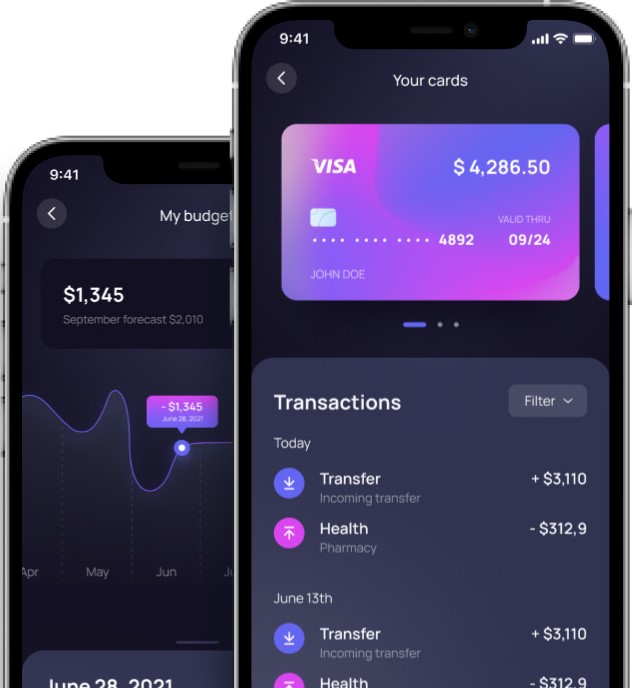 9:41
My budge
$1,345
September forecast $2,010
- $1,345
June 28, 2021
Apr May Jun
June 28, 2021
9:41
Your cards
VISA $ 4,286.50
VALID THRU
•••• •••• •••• 4892 09/24
JOHN DOE
Transactions Filter
Today
Transfer + $3,110
Incoming transfer
Health - $312,9
Pharmacy
June 13th
Transfer + $3,110
Incoming transfer
Health - $312,9